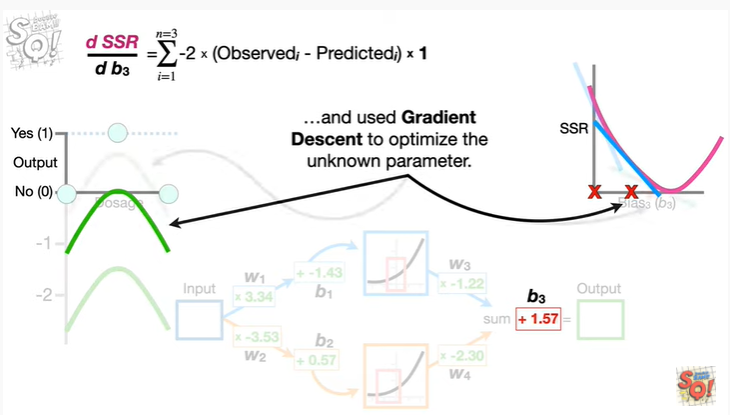 SQ!
d SSR
d b₃
n=3
= ∑ -2 × (Observedᵢ - Predictedᵢ) × 1
i=1
...and used Gradient
Descent to optimize the
unknown parameter.
Yes (1)
Output
No (0)
Dosage
-1
-2
SSR
Bias₃ (b₃)
Input
W₁
× 3.34
+ -1.43
b₁
W₃
× -1.22
× -3.53
W₂
b₂
+ 0.57
× -2.30
W₄
b₃
sum + 1.57 =
Output
SQ!